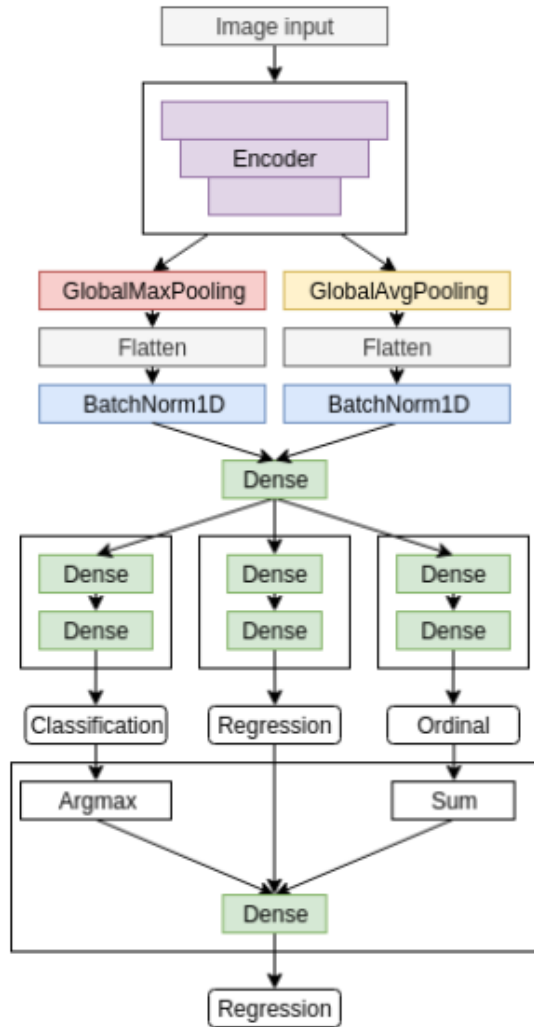 Image input
Encoder
GlobalMaxPooling
GlobalAvgPooling
Flatten
Flatten
BatchNorm1D
BatchNorm1D
Dense
Dense
Dense
Dense
Dense
Dense
Dense
Classification
Regression
Ordinal
Argmax
Sum
Dense
Regression